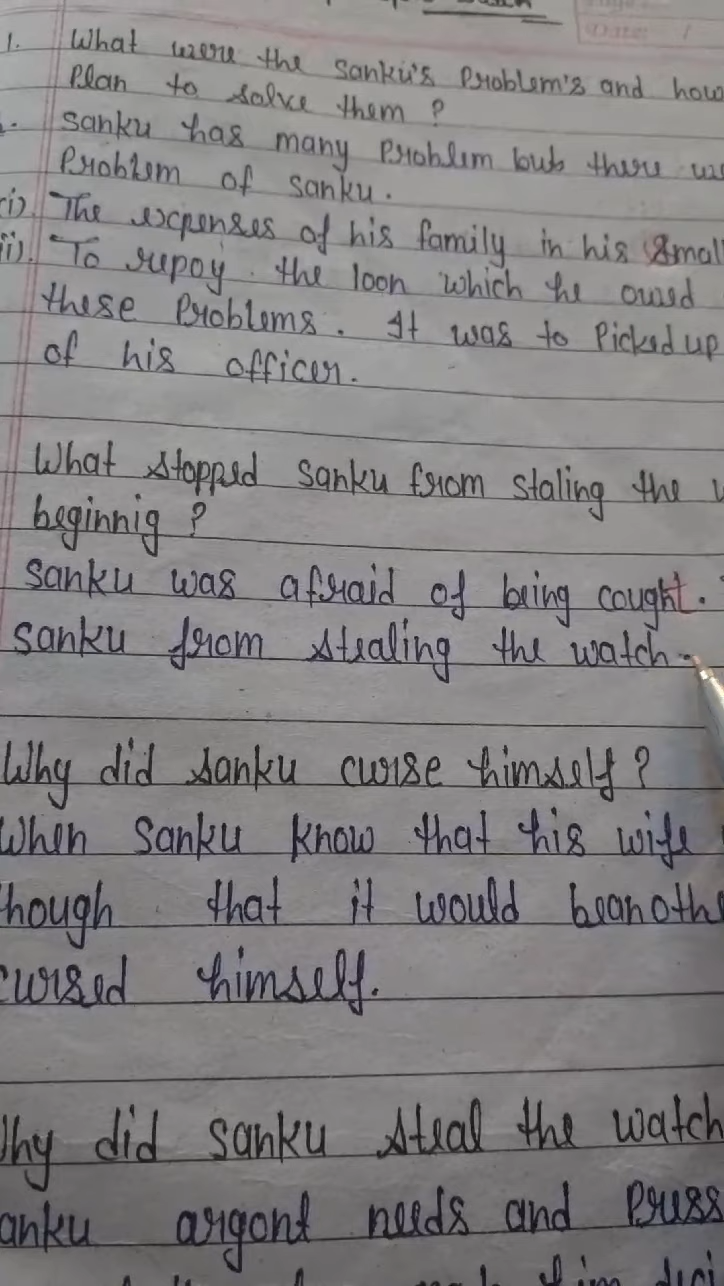 Date: /
1. What were the Sanku's Problem's and how
Plan to solve them ?
Sanku has many Problem but there
Problem of Sanku.
i). The expenses of his family in his Small
ii). To repay the loon which he owed
these Problems. It was to Picked up
of his officer.
What stopped Sanku from staling the
beginnig ?
Sanku was afraid of being cought.
Sanku from stealing the watch.
Why did sanku curse himself ?
When Sanku know that his wife
though that it would beanothe
cursed himself.
hy did sanku steal the watch
anku argont needs and Press